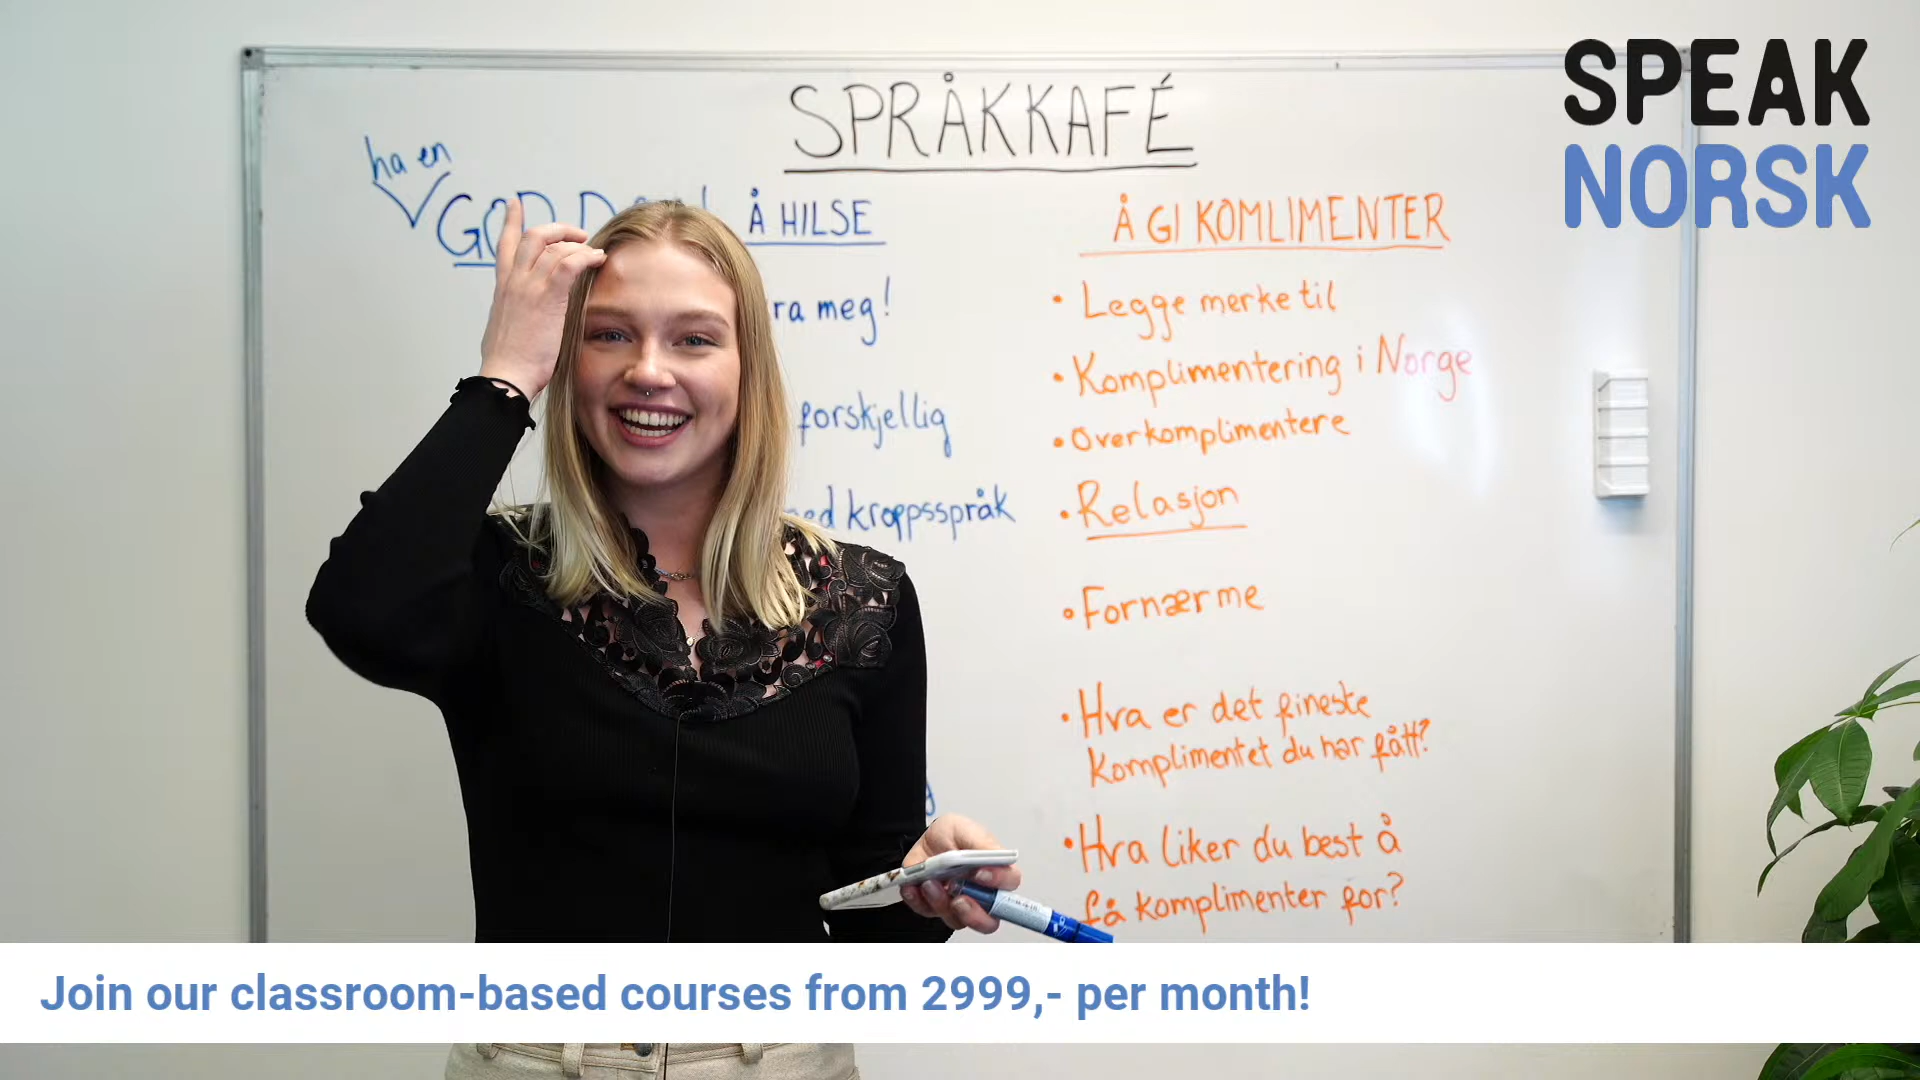 SPRÅKKAFÉ
SPEAK
NORSK
ha en
Å HILSE
meg!
forskjellig
kroppsspråk
Å GI KOMLIMENTER
• Legge merke til
• Komplimentering i Norge
• Overkomplimentere
• Relasjon
• Fornærme
• Hva er det fineste
komplimentet du har fått?
• Hva liker du best å
få komplimenter for?
Join our classroom-based courses from 2999,- per month!